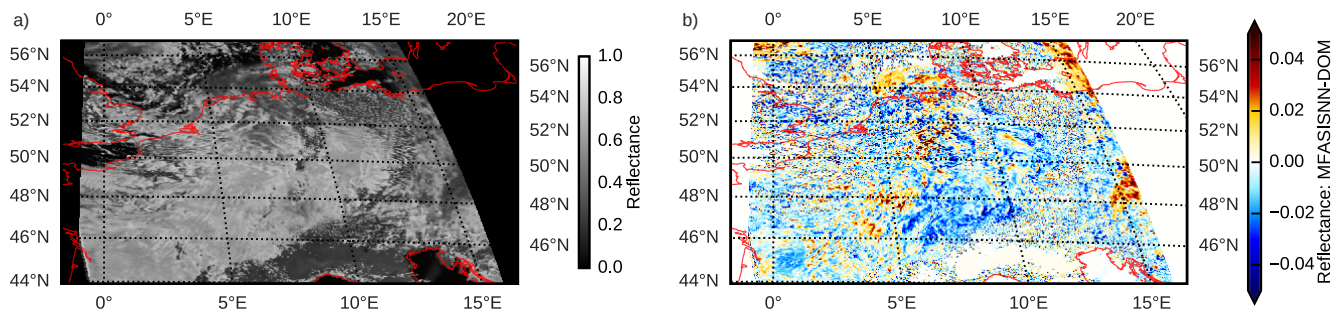 a) 0° 5°E 10°E 15°E 20°E
56°N 56°N
54°N 54°N
52°N 52°N
50°N 50°N
48°N 48°N
46°N 46°N
44°N
0° 5°E 10°E 15°E
1.0
0.8
0.6
0.4
0.2
0.0
Reflectance
b) 0° 5°E 10°E 15°E 20°E
56°N 56°N
54°N 54°N
52°N 52°N
50°N 50°N
48°N 48°N
46°N 46°N
44°N
0° 5°E 10°E 15°E
0.04
0.02
0.00
−0.02
−0.04
Reflectance: MFASISNN-DOM